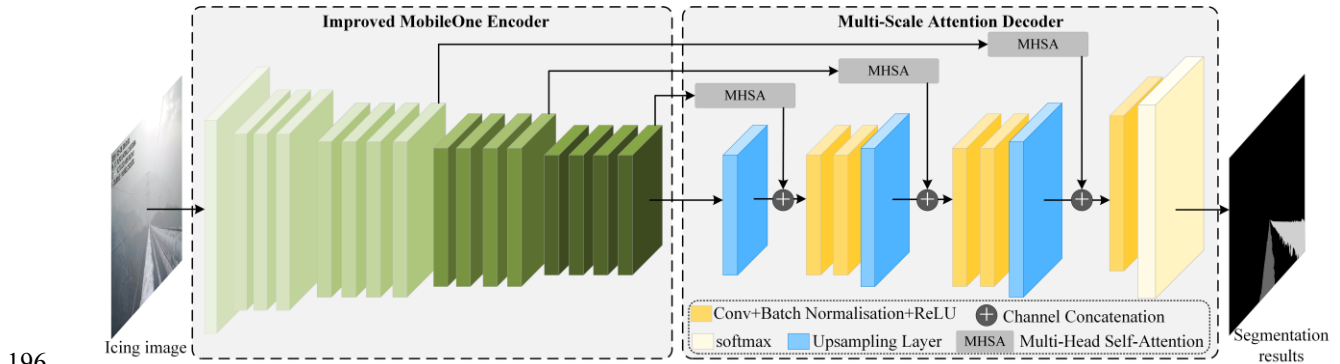 Improved MobileOne Encoder
Multi-Scale Attention Decoder
MHSA
MHSA
MHSA
Conv+Batch Normalisation+ReLU
Channel Concatenation
softmax
Upsampling Layer
MHSA
Multi-Head Self-Attention
Icing image
Segmentation
results
196